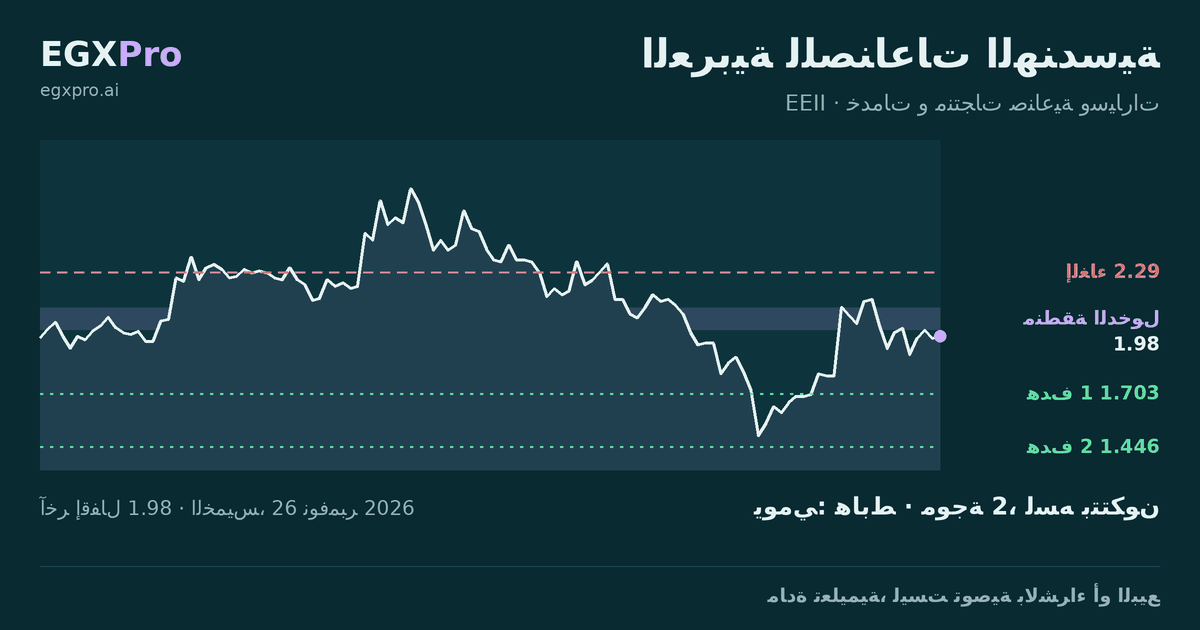 EGXPro
egxpro.ai
العربية للصناعات الهندسية
EEII · خدمات و منتجات صناعية وسيارات
إلغاء 2.29
منطقة الدخول
1.98
هدف 1 1.703
هدف 2 1.446
يومي: هابط · موجة 2، لسه بتتكون
آخر إقفال 1.98 · الخميس، 26 نوفمبر 2026
مادة تعليمية، ليست توصية بالشراء أو البيع